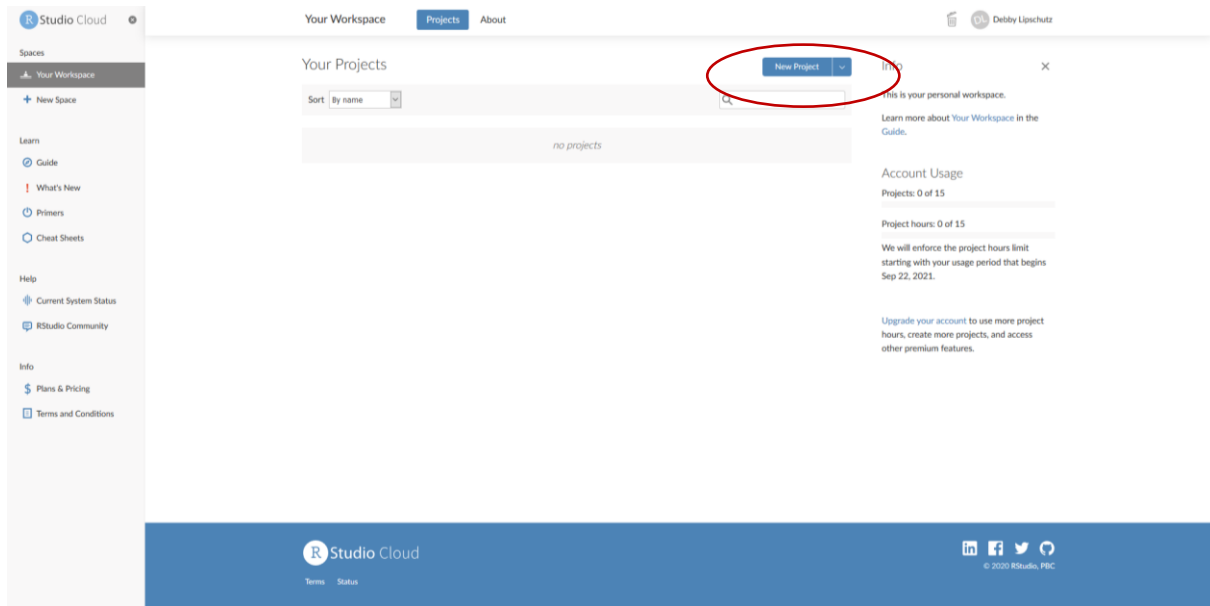 R Studio Cloud
Spaces
Your Workspace
New Space
Learn
Guide
What's New
Primers
Cheat Sheets
Help
Current System Status
RStudio Community
Info
Plans & Pricing
Terms and Conditions
Your Workspace Projects About
DL Debby Lipschutz
Your Projects
New Project
Sort By name
no projects
Info
This is your personal workspace.
Learn more about Your Workspace in the
Guide.
Account Usage
Projects: 0 of 15
Project hours: 0 of 15
We will enforce the project hours limit
starting with your usage period that begins
Sep 22, 2021.
Upgrade your account to use more project
hours, create more projects, and access
other premium features.
R Studio Cloud
Terms Status
© 2020 RStudio, PBC